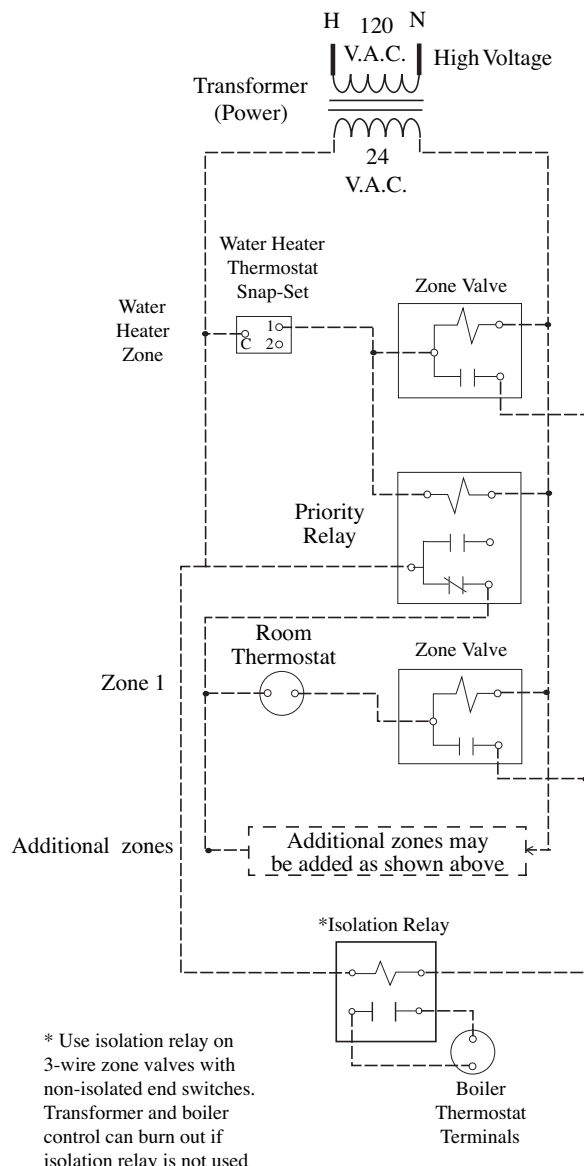 H 120 N
V.A.C.
High Voltage
Transformer
(Power)
24
V.A.C.
Water Heater
Thermostat
Snap-Set
Zone Valve
Water
Heater
Zone
1
C 2
Priority
Relay
Room
Thermostat
Zone Valve
Zone 1
Additional zones
Additional zones may
be added as shown above
*Isolation Relay
* Use isolation relay on
3-wire zone valves with
non-isolated end switches.
Transformer and boiler
control can burn out if
isolation relay is not used
Boiler
Thermostat
Terminals